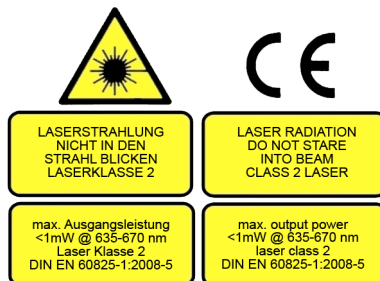 CE
LASERSTRAHLUNG
NICHT IN DEN
STRAHL BLICKEN
LASERKLASSE 2
LASER RADIATION
DO NOT STARE
INTO BEAM
CLASS 2 LASER
max. Ausgangsleistung
<1mW @ 635-670 nm
Laser Klasse 2
DIN EN 60825-1:2008-5
max. output power
<1mW @ 635-670 nm
laser class 2
DIN EN 60825-1:2008-5